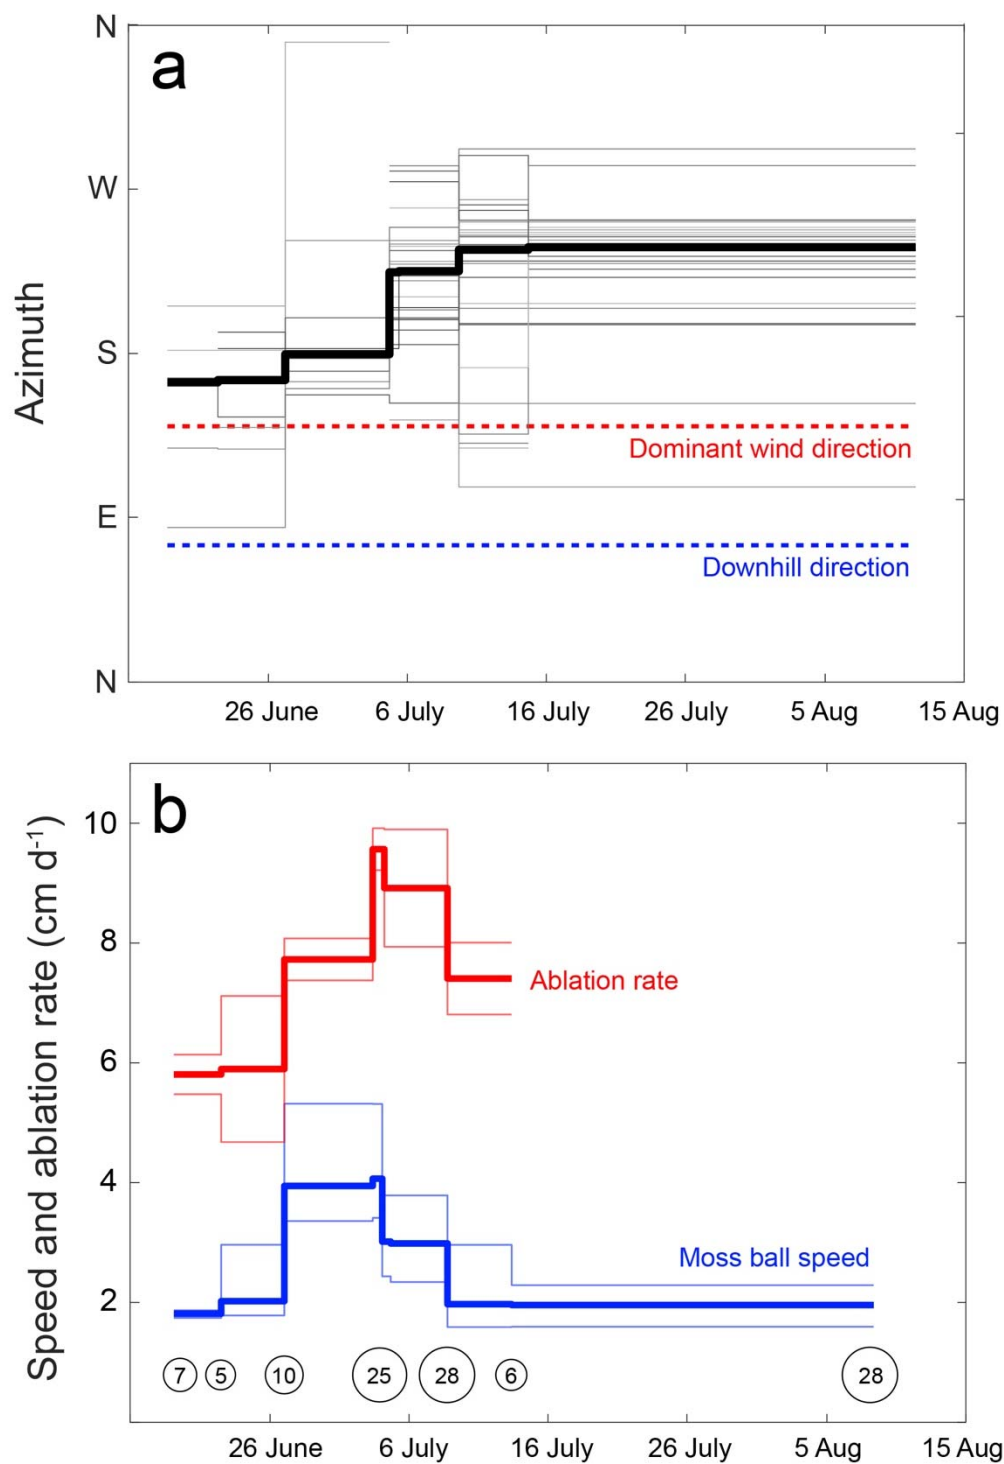 N
a
W
S
Azimuth
Dominant wind direction
E
Downhill direction
N
26 June 6 July 16 July 26 July 5 Aug 15 Aug
b
10
8
Ablation rate
6
4
Speed and ablation rate (cm d⁻¹)
Moss ball speed
2
7 5 10 25 28 6 28
26 June 6 July 16 July 26 July 5 Aug 15 Aug